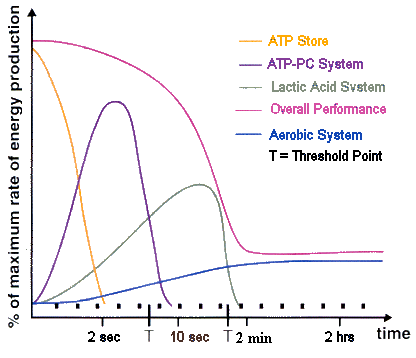 % of maximum rate of energy production
ATP Store
ATP-PC System
Lactic Acid System
Overall Performance
Aerobic System
T = Threshold Point
2 sec T 10 sec T 2 min 2 hrs time